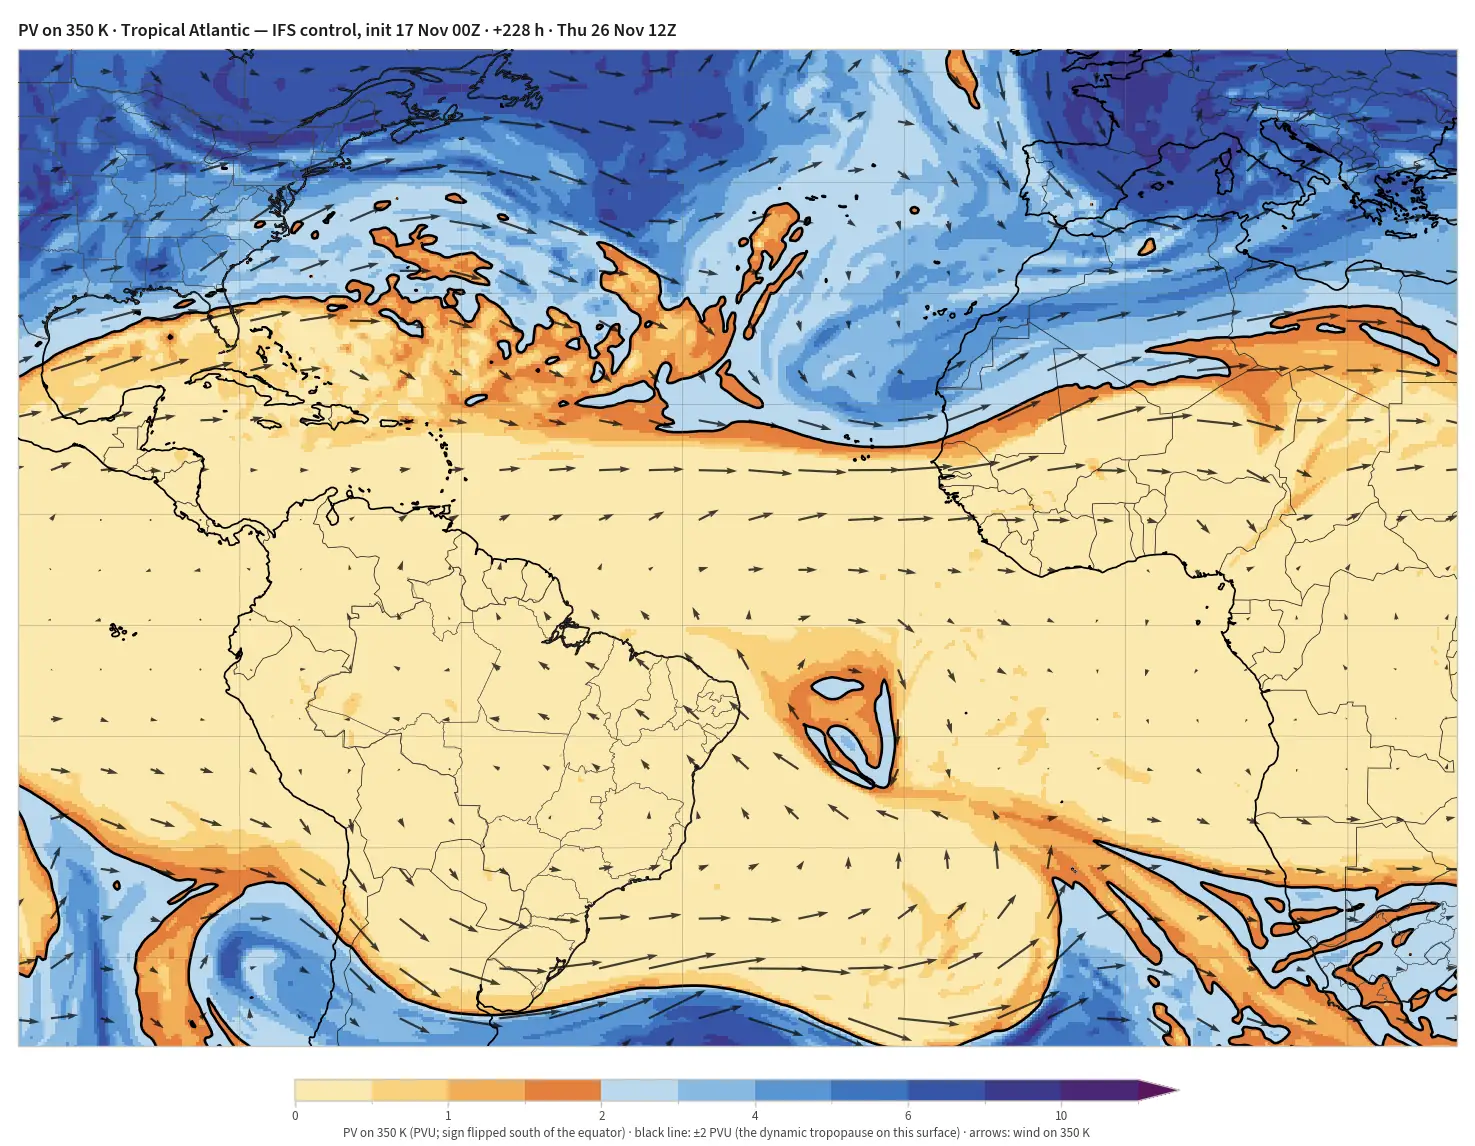 PV on 350 K · Tropical Atlantic — IFS control, init 17 Nov 00Z · +228 h · Thu 26 Nov 12Z
0 1 2 4 6 10
PV on 350 K (PVU; sign flipped south of the equator) · black line: ±2 PVU (the dynamic tropopause on this surface) · arrows: wind on 350 K